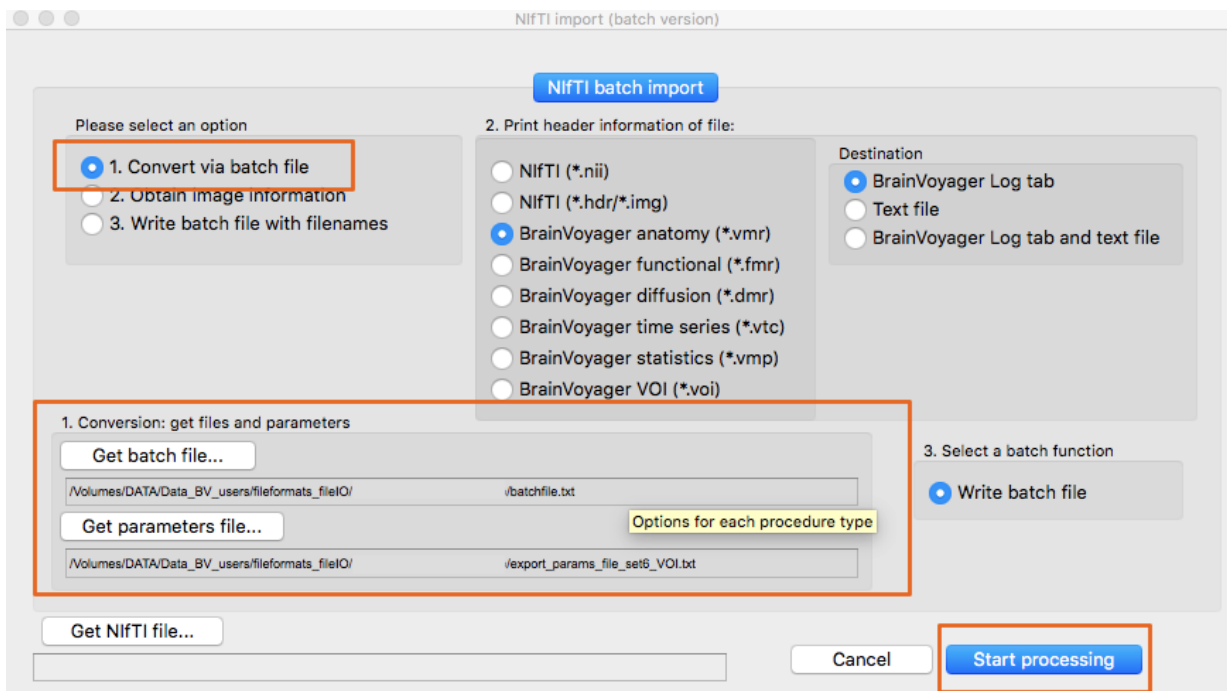 NIfTI import (batch version)
NIfTI batch import
Please select an option
1. Convert via batch file
2. Obtain image information
3. Write batch file with filenames
2. Print header information of file:
NIfTI (*.nii)
NIfTI (*.hdr/*.img)
BrainVoyager anatomy (*.vmr)
BrainVoyager functional (*.fmr)
BrainVoyager diffusion (*.dmr)
BrainVoyager time series (*.vtc)
BrainVoyager statistics (*.vmp)
BrainVoyager VOI (*.voi)
Destination
BrainVoyager Log tab
Text file
BrainVoyager Log tab and text file
1. Conversion: get files and parameters
Get batch file...
/Volumes/DATA/Data_BV_users/fileformats_fileIO/ /batchfile.txt
Options for each procedure type
Get parameters file...
/Volumes/DATA/Data_BV_users/fileformats_fileIO/ /export_params_file_set6_VOI.txt
3. Select a batch function
Write batch file
Get NIfTI file...
Cancel
Start processing